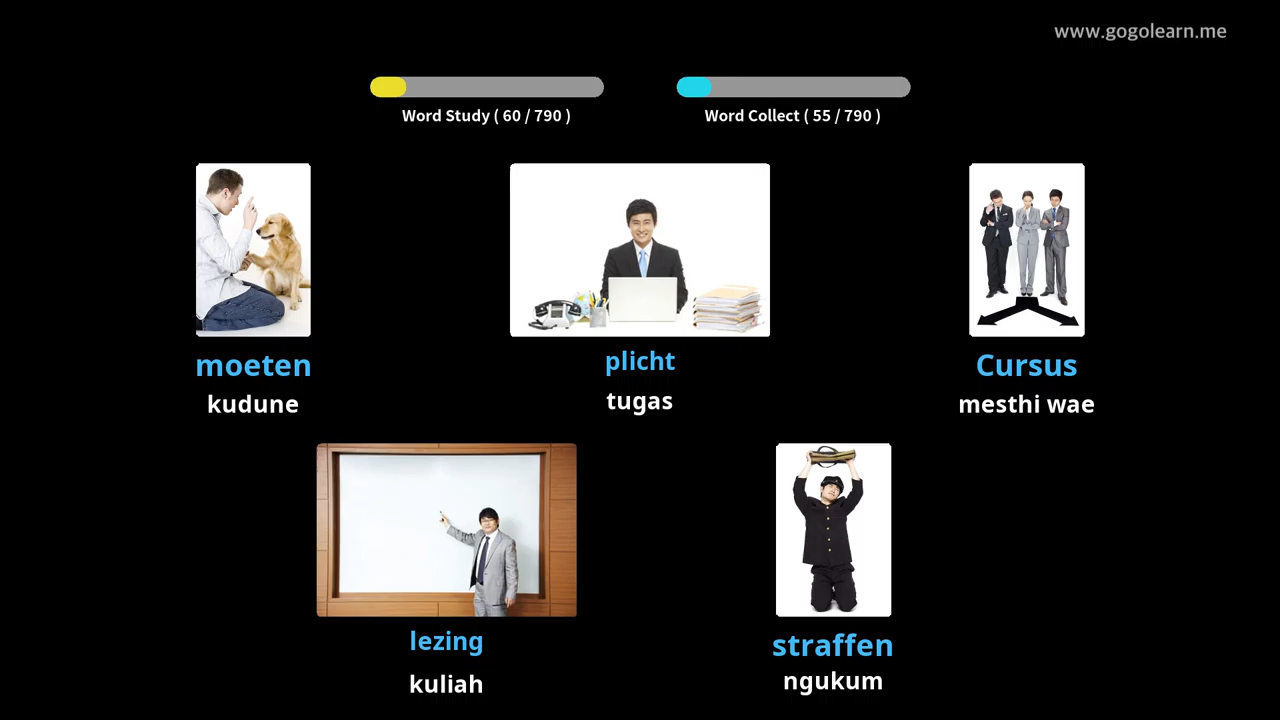 www.gogolearn.me
Word Study ( 60 / 790 )
Word Collect ( 55 / 790 )
moeten
kudune
plicht
tugas
Cursus
mesthi wae
lezing
kuliah
straffen
ngukum